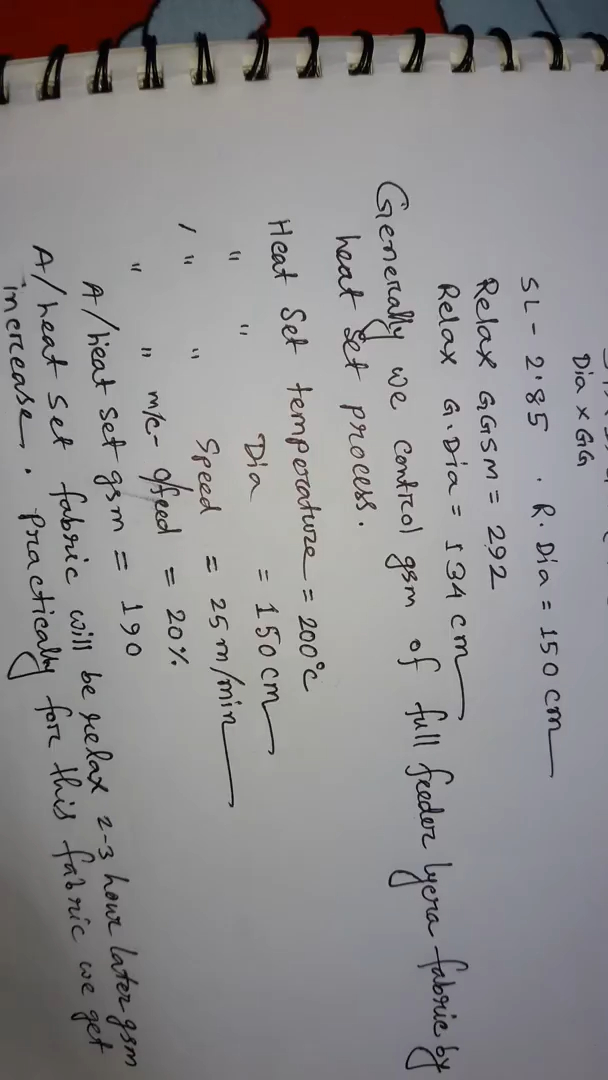 Dia x GG
SL - 2'85 . R. Dia = 150 cm
Relax GGSM = 292
Relax G.Dia = 134 cm
Generally we control gsm of full feeder lycra fabric by
heat set process.
Heat Set temperature = 200°c
" " Dia = 150 cm
/ " " Speed = 25 m/min
" " m/c- o/feed = 20%
A/heat set gsm = 190
A/heat set fabric will be relax 2-3 hour later gsm
increase. Practically for this fabric we get